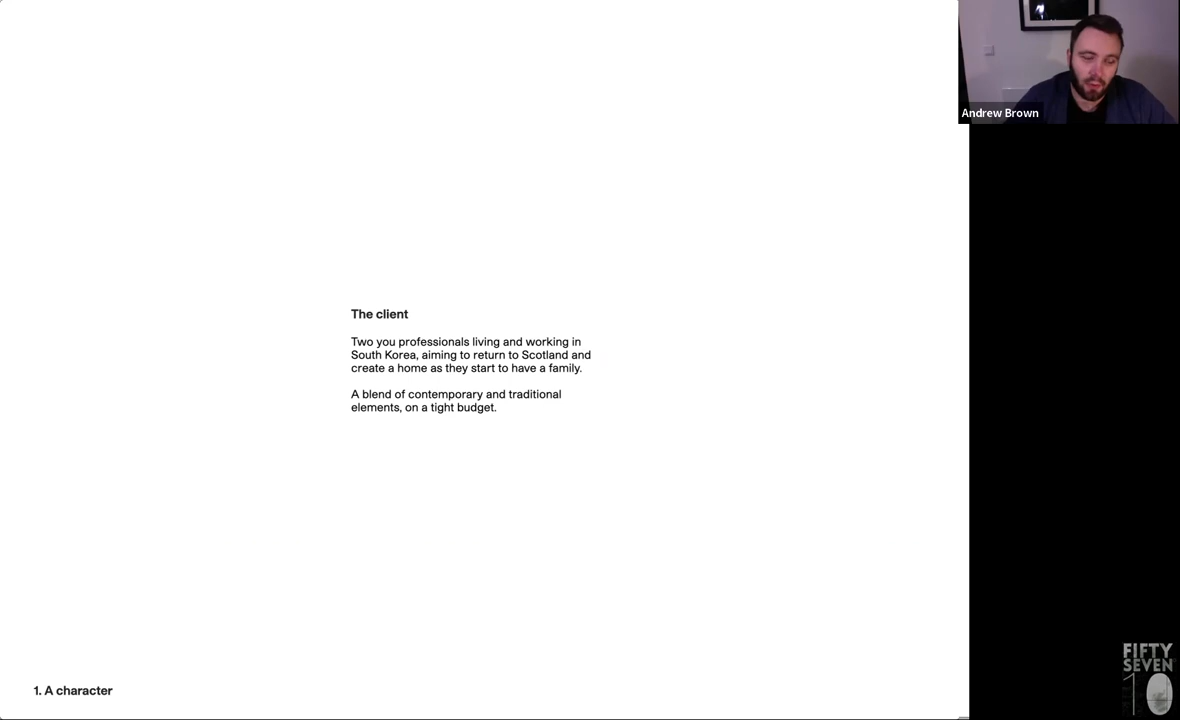 Andrew Brown
The client
Two you professionals living and working in
South Korea, aiming to return to Scotland and
create a home as they start to have a family.
A blend of contemporary and traditional
elements, on a tight budget.
1. A character
FIFTY
SEVEN
10